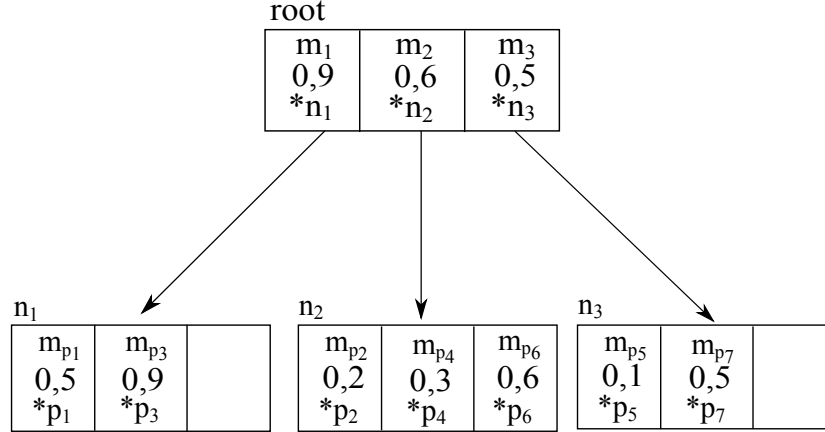 root
m₁ m₂ m₃
0,9 0,6 0,5
*n₁ *n₂ *n₃
n₁ n₂ n₃
mₚ₁ mₚ₃ mₚ₂ mₚ₄ mₚ₆ mₚ₅ mₚ₇
0,5 0,9 0,2 0,3 0,6 0,1 0,5
*p₁ *p₃ *p₂ *p₄ *p₆ *p₅ *p₇